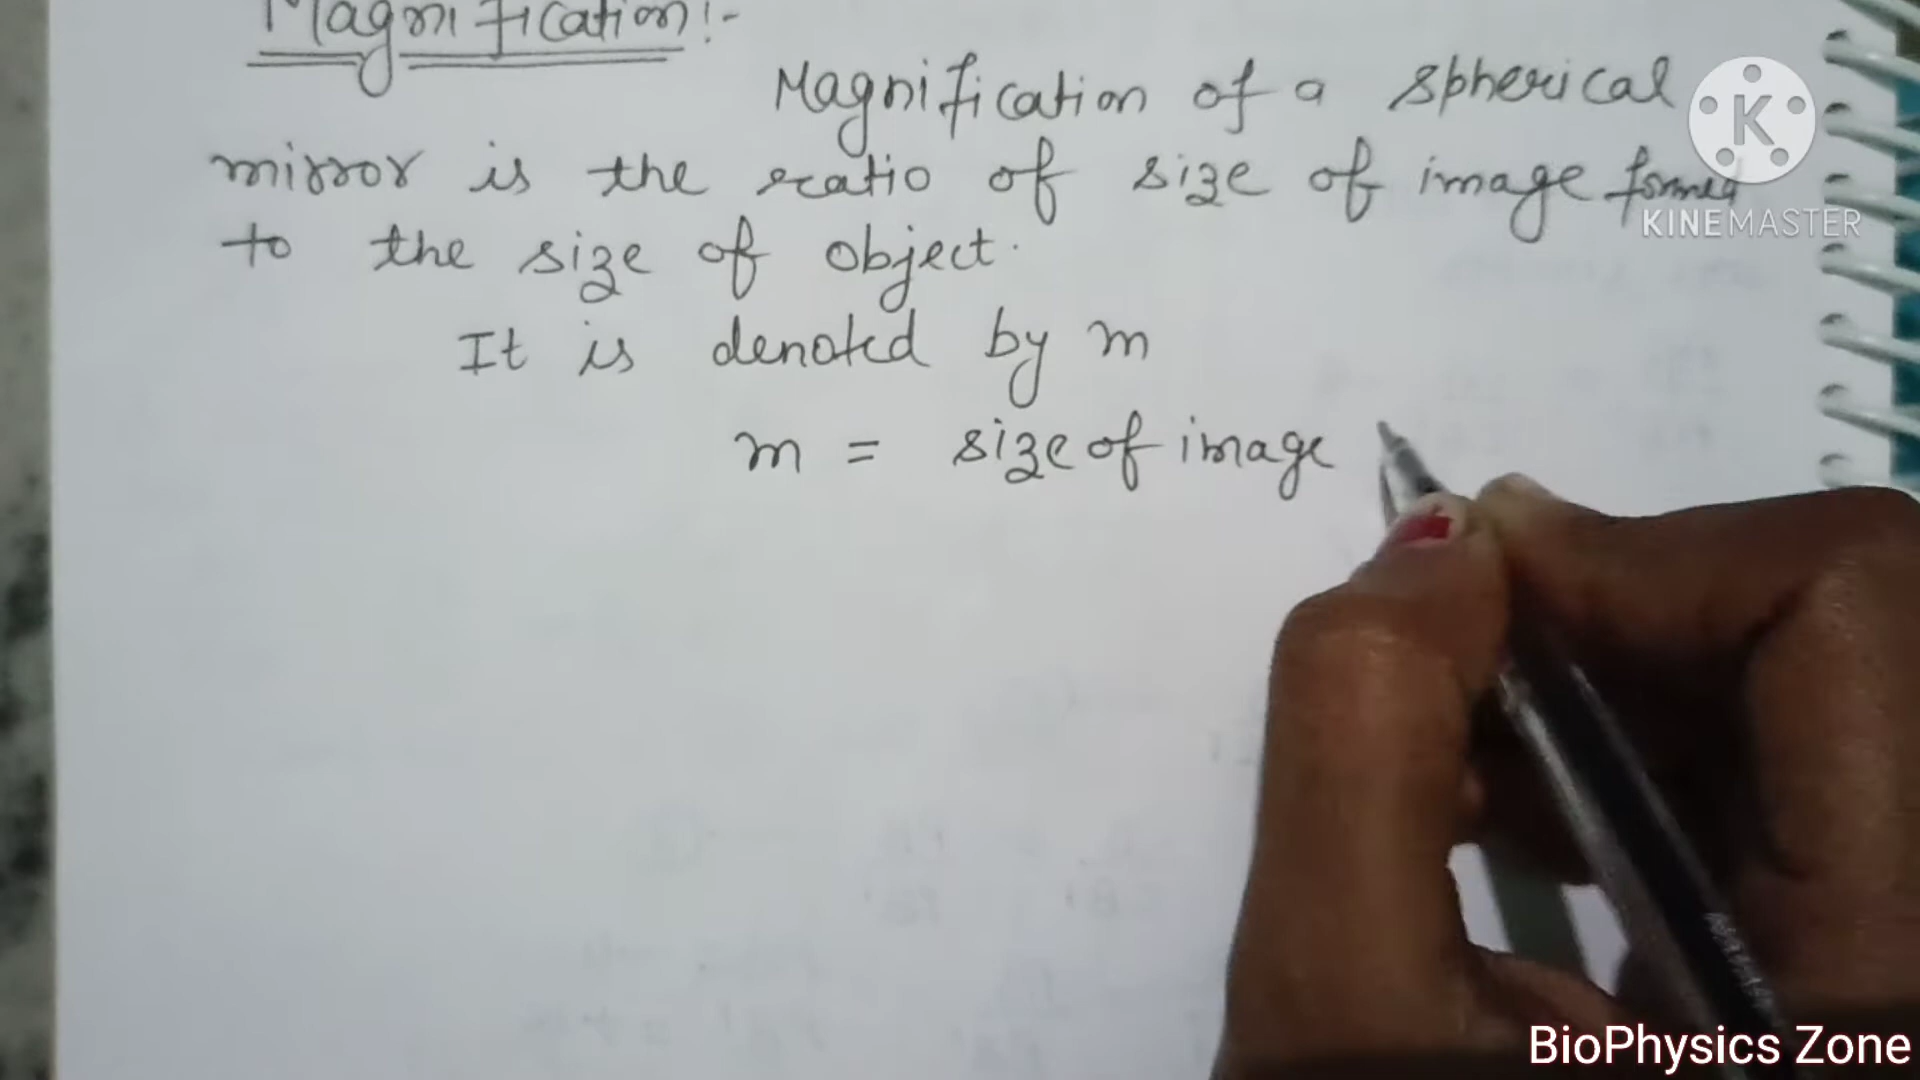 Magnification:-
Magnification of a spherical
mirror is the ratio of size of image formed
to the size of object.
It is denoted by m
m = size of image
K
KINEMASTER
BioPhysics Zone